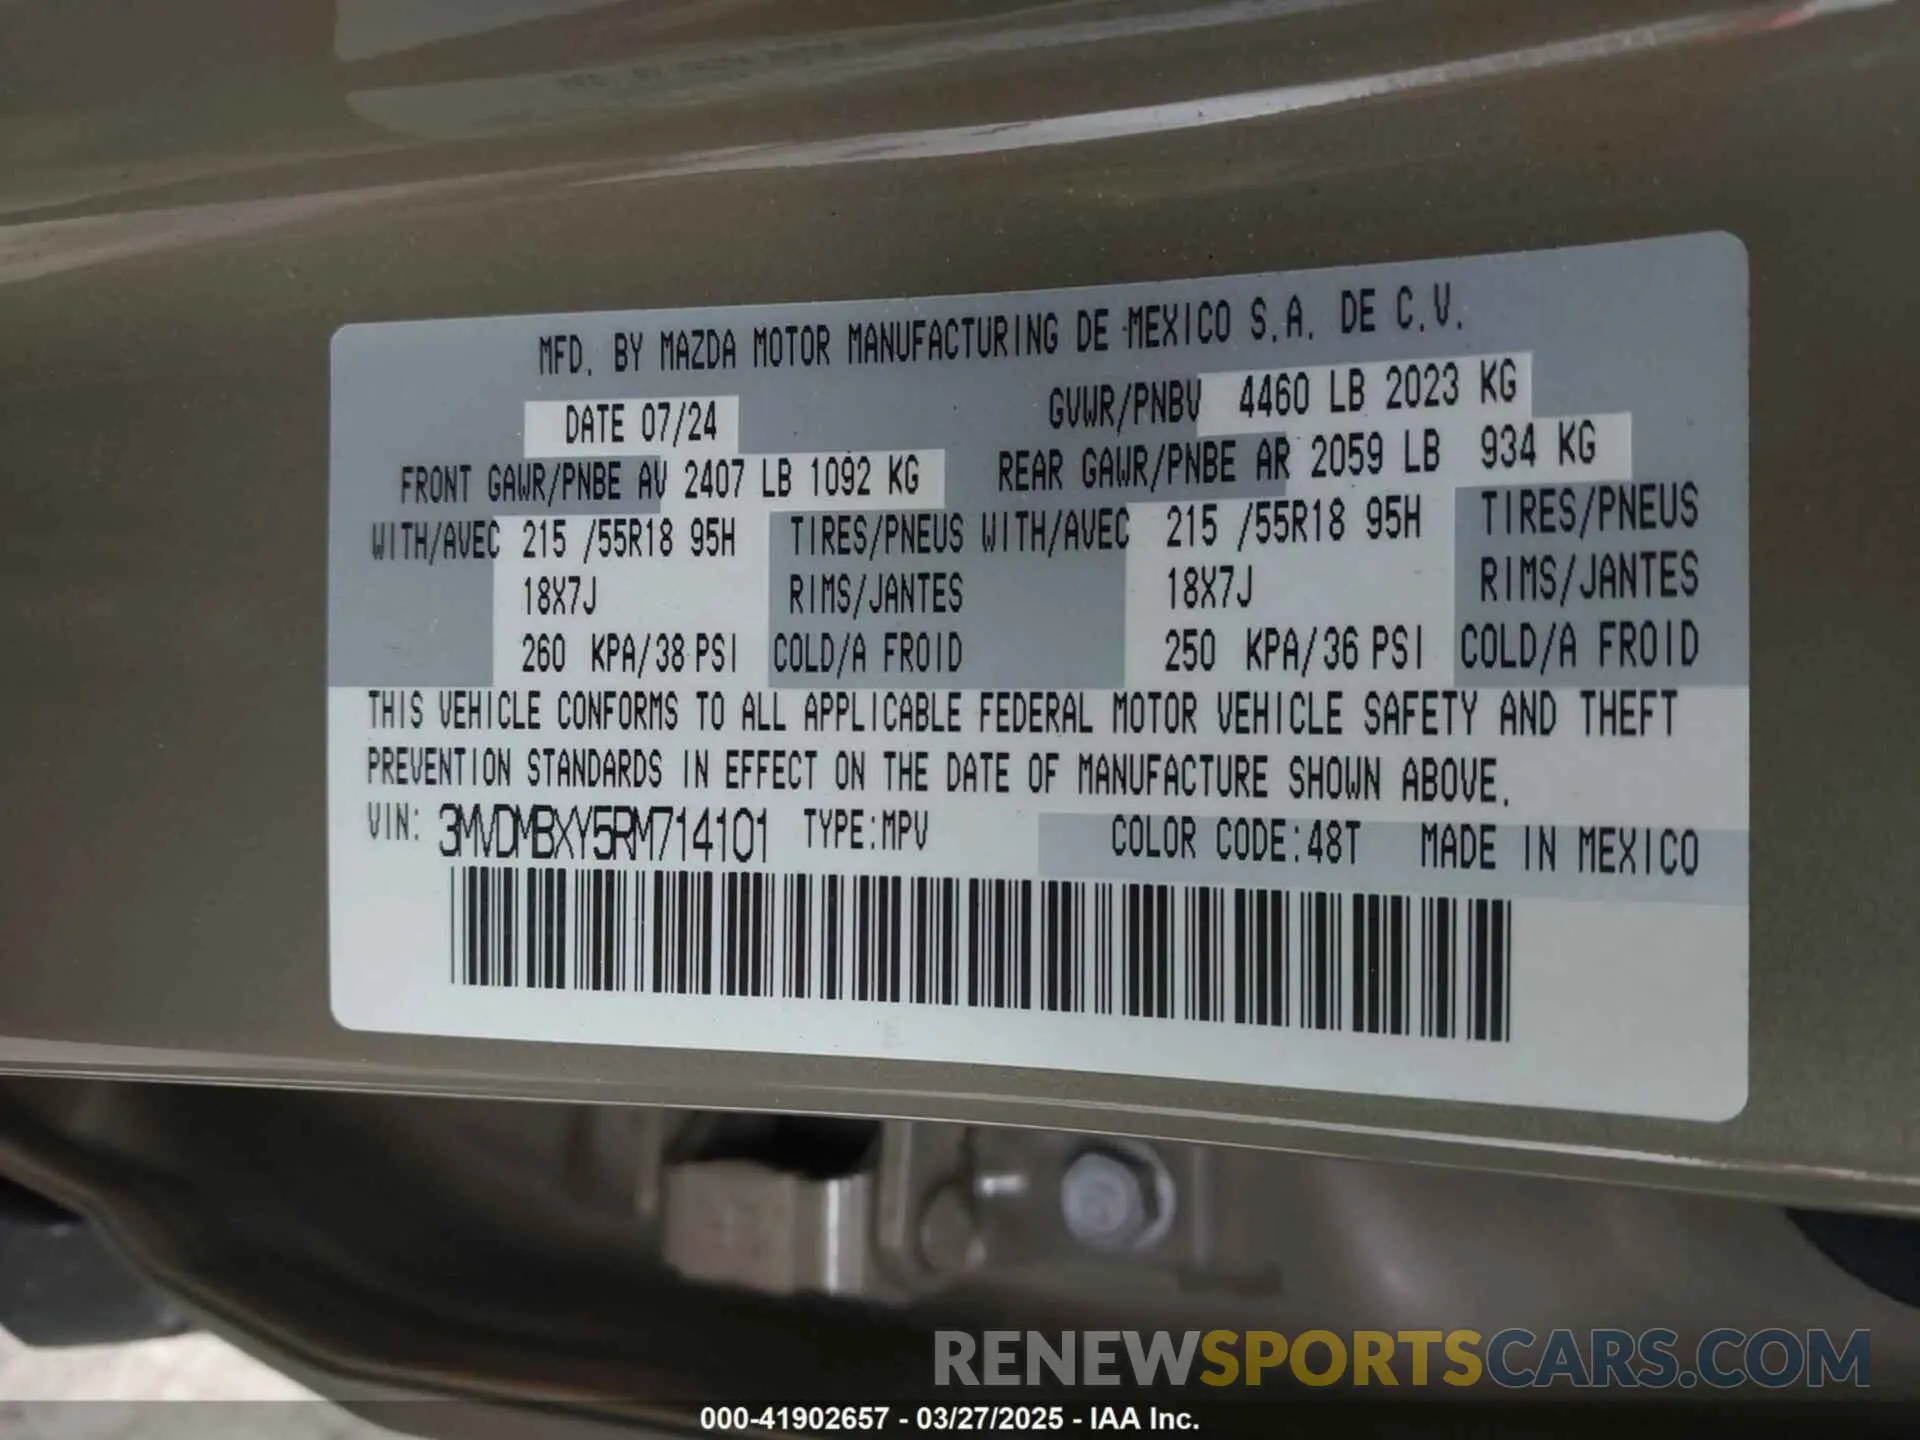 MFD. BY MAZDA MOTOR MANUFACTURING DE MEXICO S.A. DE C.V.
DATE 07/24 GVWR/PNBV 4460 LB 2023 KG
FRONT GAWR/PNBE AV 2407 LB 1092 KG REAR GAWR/PNBE AR 2059 LB 934 KG
WITH/AVEC 215 /55R18 95H TIRES/PNEUS WITH/AVEC 215 /55R18 95H TIRES/PNEUS
18X7J RIMS/JANTES 18X7J RIMS/JANTES
260 KPA/38 PSI COLD/A FROID 250 KPA/36 PSI COLD/A FROID
THIS VEHICLE CONFORMS TO ALL APPLICABLE FEDERAL MOTOR VEHICLE SAFETY AND THEFT
PREVENTION STANDARDS IN EFFECT ON THE DATE OF MANUFACTURE SHOWN ABOVE.
VIN: 3MVDMBXY5RM714101 TYPE:MPV COLOR CODE:48T MADE IN MEXICO
RENEWSPORTSCARS.COM
000-41902657 - 03/27/2025 - IAA Inc.